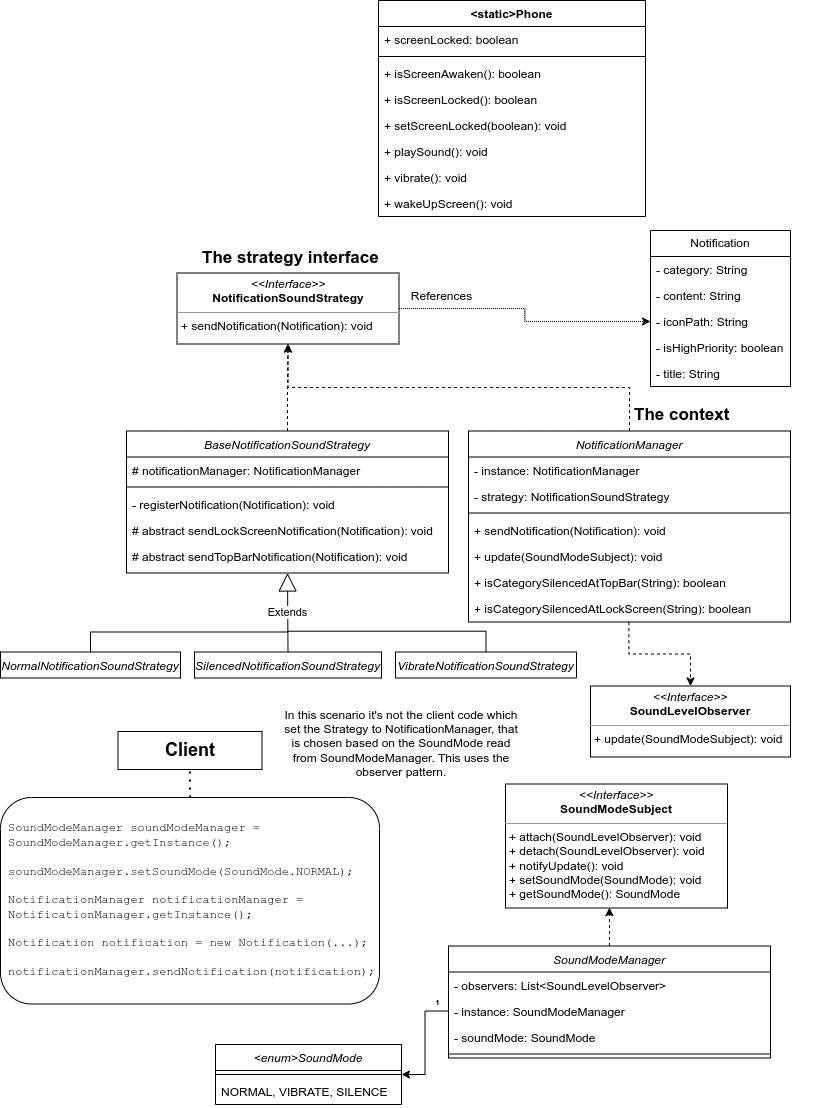 <static>Phone
+ screenLocked: boolean
+ isScreenAwaken(): boolean
+ isScreenLocked(): boolean
+ setScreenLocked(boolean): void
+ playSound(): void
+ vibrate(): void
+ wakeUpScreen(): void
The strategy interface
<<Interface>>
NotificationSoundStrategy
+ sendNotification(Notification): void
References
Notification
- category: String
- content: String
- iconPath: String
- isHighPriority: boolean
- title: String
BaseNotificationSoundStrategy
# notificationManager: NotificationManager
- registerNotification(Notification): void
# abstract sendLockScreenNotification(Notification): void
# abstract sendTopBarNotification(Notification): void
The context
NotificationManager
- instance: NotificationManager
- strategy: NotificationSoundStrategy
+ sendNotification(Notification): void
+ update(SoundModeSubject): void
+ isCategorySilencedAtTopBar(String): boolean
+ isCategorySilencedAtLockScreen(String): boolean
Extends
NormalNotificationSoundStrategy
SilencedNotificationSoundStrategy
VibrateNotificationSoundStrategy
<<Interface>>
SoundLevelObserver
+ update(SoundModeSubject): void
In this scenario it's not the client code which
set the Strategy to NotificationManager, that
is chosen based on the SoundMode read
from SoundModeManager. This uses the
observer pattern.
Client
SoundModeManager soundModeManager =
SoundModeManager.getInstance();
soundModeManager.setSoundMode(SoundMode.NORMAL);
NotificationManager notificationManager =
NotificationManager.getInstance();
Notification notification = new Notification(...);
notificationManager.sendNotification(notification);
<<Interface>>
SoundModeSubject
+ attach(SoundLevelObserver): void
+ detach(SoundLevelObserver): void
+ notifyUpdate(): void
+ setSoundMode(SoundMode): void
+ getSoundMode(): SoundMode
SoundModeManager
- observers: List<SoundLevelObserver>
- instance: SoundModeManager
- soundMode: SoundMode
1
<enum>SoundMode
NORMAL, VIBRATE, SILENCE